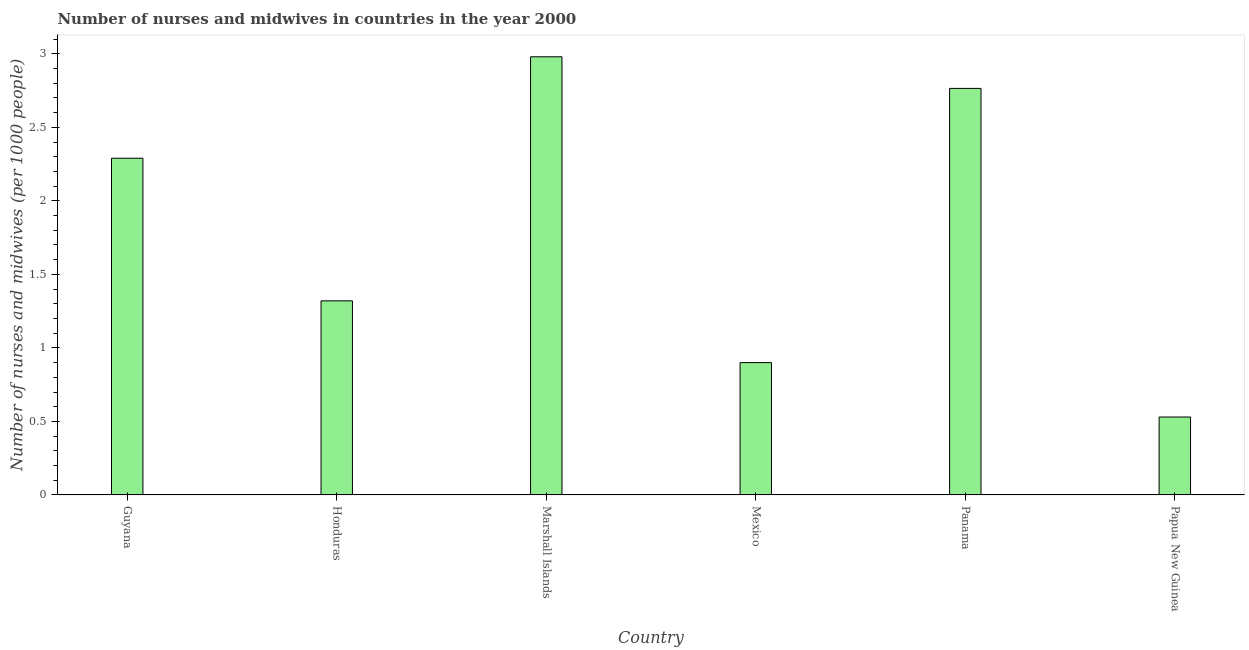 Number of nurses and midwives in countries in the year 2000
Number of nurses and midwives (per 1000 people)
3
2.5
2
1.5
1
0.5
0
Guyana
Honduras
Marshall Islands
Mexico
Panama
Papua New Guinea
Country